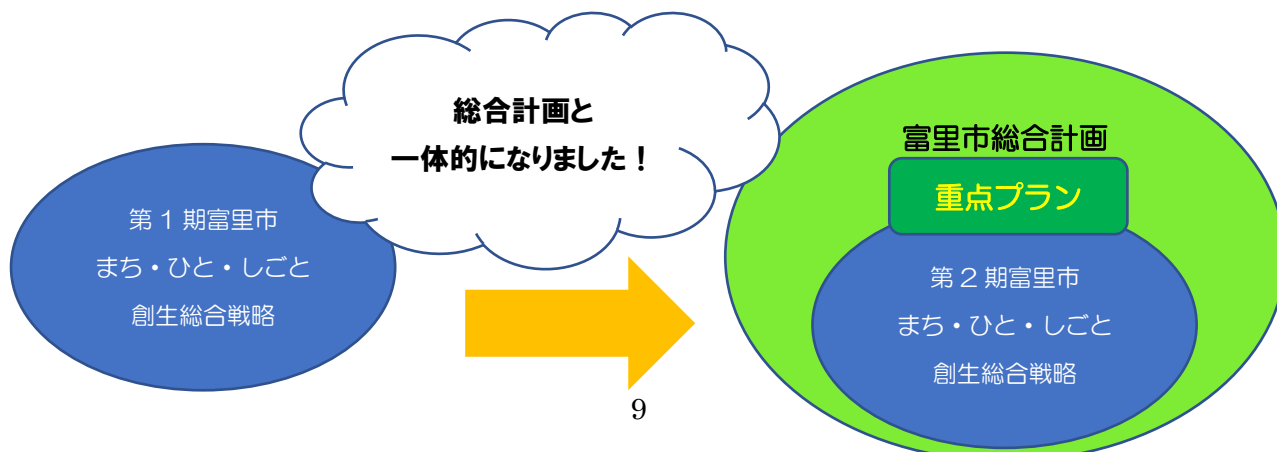 総合計画と
一体的になりました！
第１期富里市
まち・ひと・しごと
創生総合戦略
富里市総合計画
重点プラン
第２期富里市
まち・ひと・しごと
創生総合戦略
9